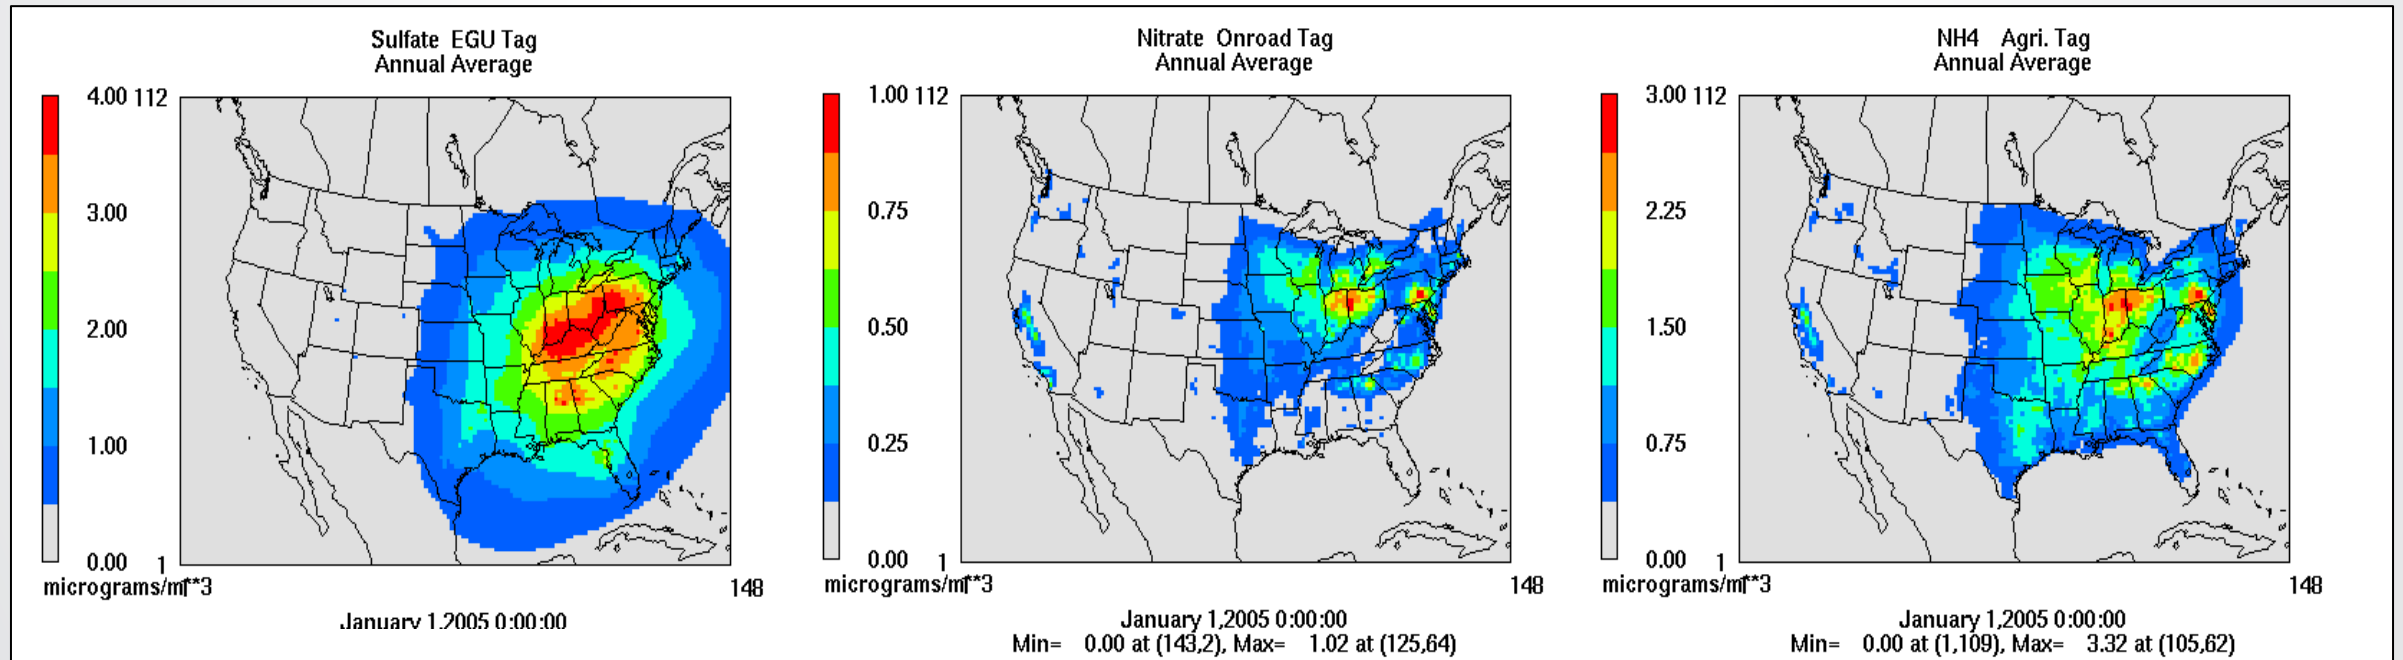 Sulfate EGU Tag
Annual Average
4.00 112
3.00
2.00
1.00
0.00 1
micrograms/m**3 148
January 1,2005 0:00:00
Nitrate Onroad Tag
Annual Average
1.00 112
0.75
0.50
0.25
0.00 1
micrograms/m**3 148
January 1,2005 0:00:00
Min= 0.00 at (143,2), Max= 1.02 at (125,64)
NH4 Agri. Tag
Annual Average
3.00 112
2.25
1.50
0.75
0.00 1
micrograms/m**3 148
January 1,2005 0:00:00
Min= 0.00 at (1,109), Max= 3.32 at (105,62)